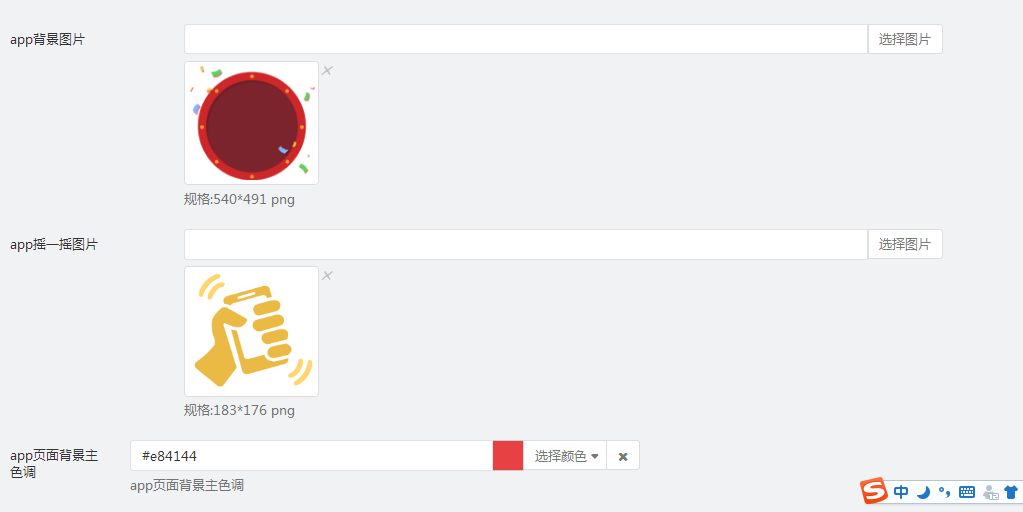 app背景图片
选择图片
规格:540*491 png
app摇一摇图片
选择图片
规格:183*176 png
app页面背景主
色调
#e84144
选择颜色
app页面背景主色调
S 中